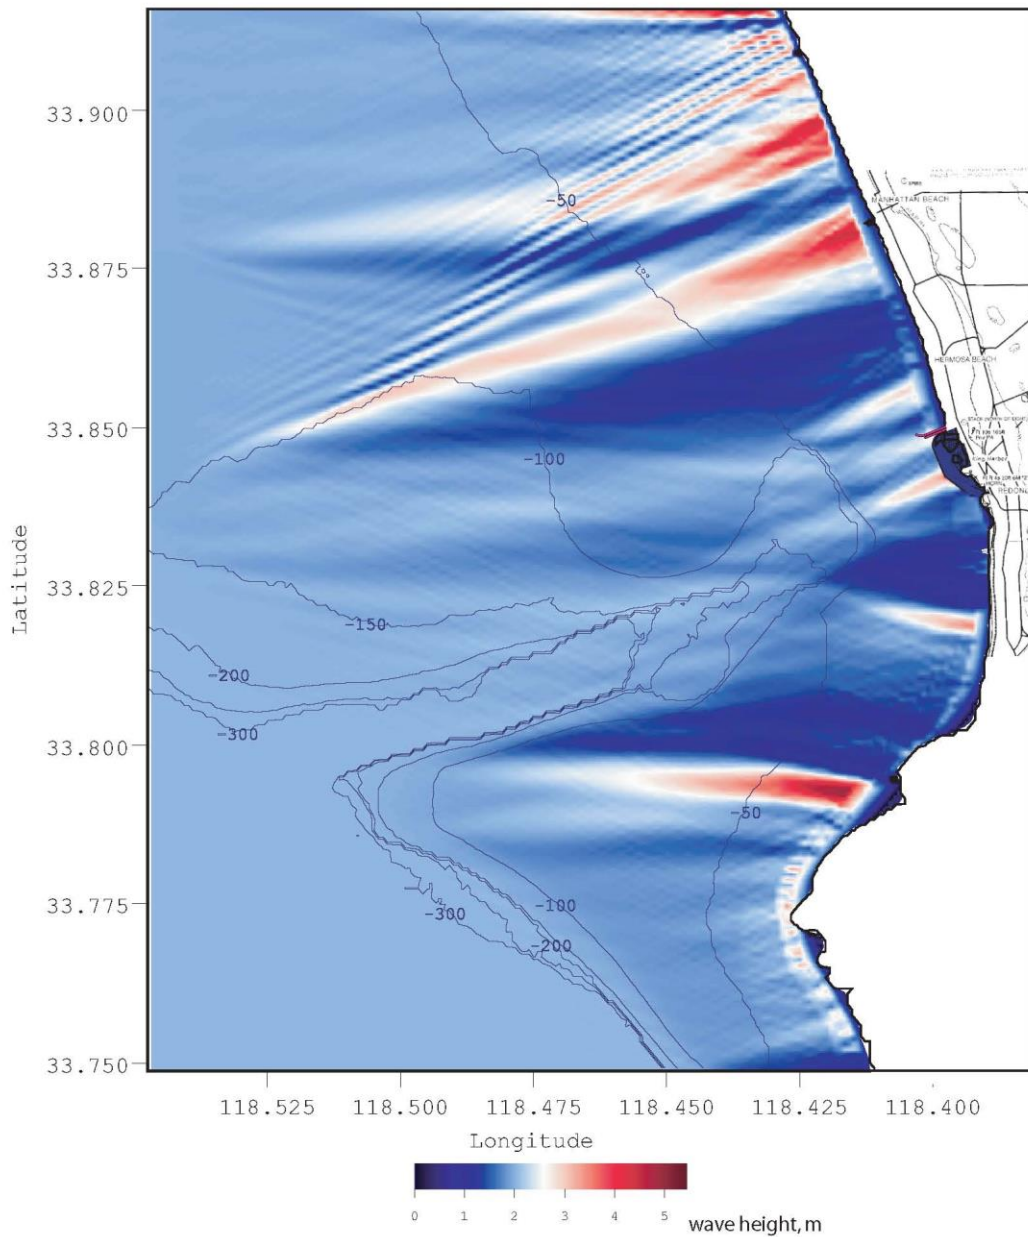 33.900
-50
MANHATTAN BEACH
33.875
HERMOSA BEACH
33.850
-100
King Harbor
33.825
-150
-200
-300
33.800
-50
33.775
-100
-300
-200
33.750
118.525 118.500 118.475 118.450 118.425 118.400
Latitude
Longitude
0 1 2 3 4 5
wave height, m